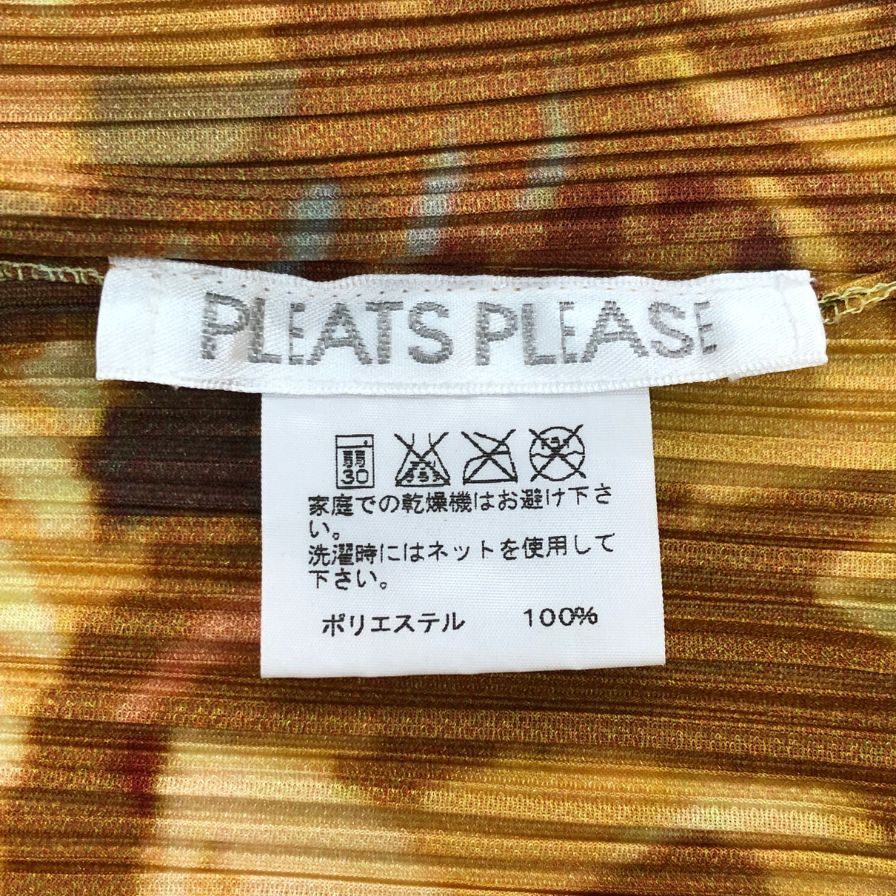 PLEATS PLEASE
弱
30
家庭での乾燥機はお避け下さ
い。
洗濯時にはネットを使用して
下さい。
ポリエステル 100%